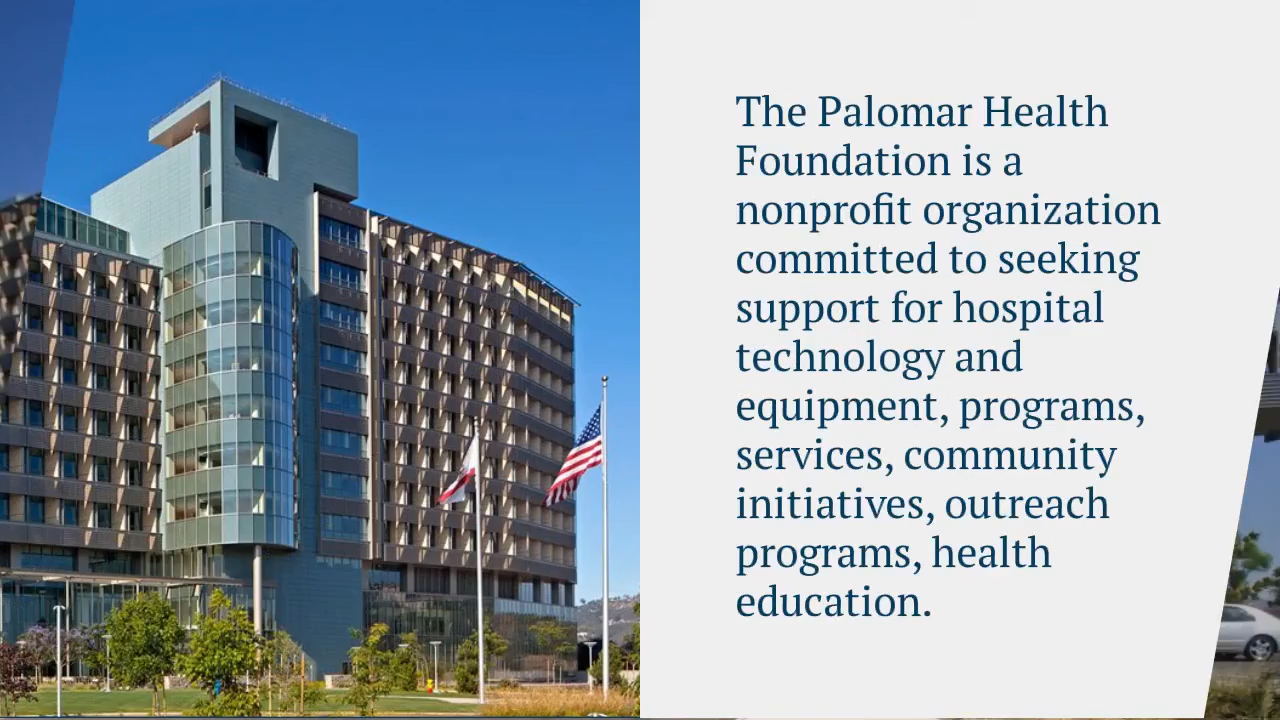 The Palomar Health
Foundation is a
nonprofit organization
committed to seeking
support for hospital
technology and
equipment, programs,
services, community
initiatives, outreach
programs, health
education.